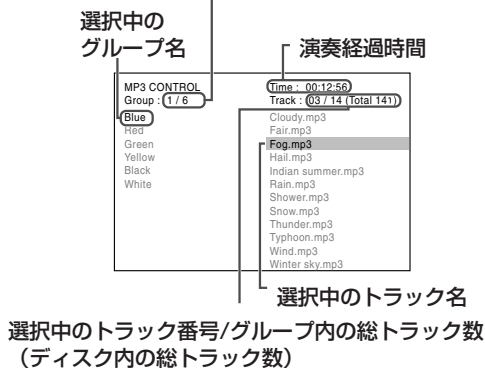 選択中の
グループ名
演奏経過時間
MP3 CONTROL
Group : 1 / 6
Time : 00:12:56
Track : 03 / 14 (Total 141)
Blue
Red
Green
Yellow
Black
White
Cloudy.mp3
Fair.mp3
Fog.mp3
Hail.mp3
Indian summer.mp3
Rain.mp3
Shower.mp3
Snow.mp3
Thunder.mp3
Typhoon.mp3
Wind.mp3
Winter sky.mp3
選択中のトラック名
選択中のトラック番号/グループ内の総トラック数
（ディスク内の総トラック数）